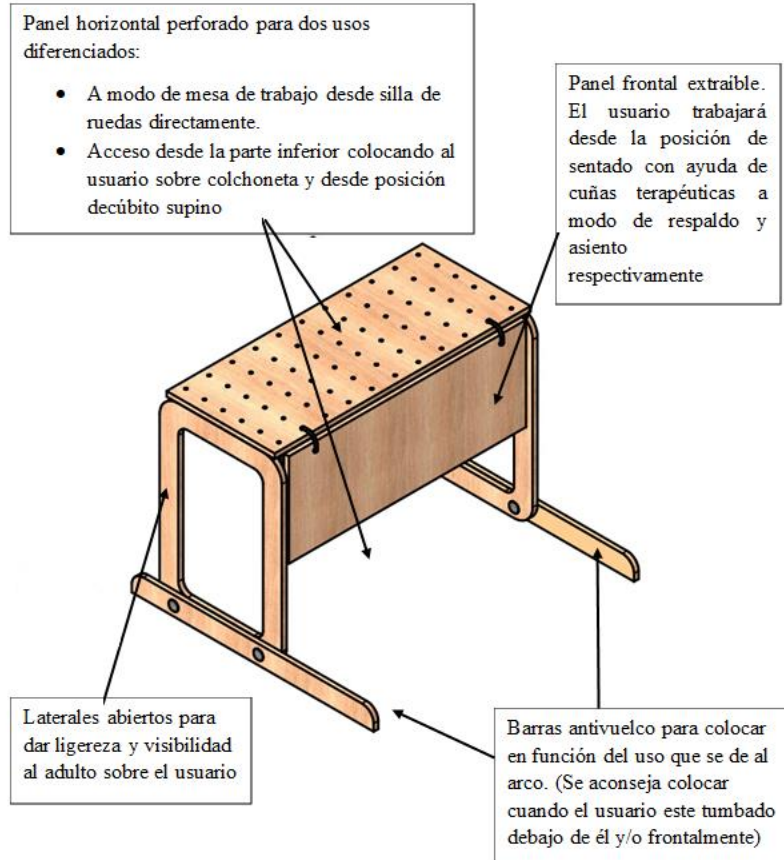 Panel horizontal perforado para dos usos
diferenciados:
• A modo de mesa de trabajo desde silla de
ruedas directamente.
• Acceso desde la parte inferior colocando al
usuario sobre colchoneta y desde posición
decúbito supino
Panel frontal extraíble.
El usuario trabajará
desde la posición de
sentado con ayuda de
cuñas terapéuticas a
modo de respaldo y
asiento
respectivamente
Laterales abiertos para
dar ligereza y visibilidad
al adulto sobre el usuario
Barras antivuelco para colocar
en función del uso que se de al
arco. (Se aconseja colocar
cuando el usuario este tumbado
debajo de él y/o frontalmente)